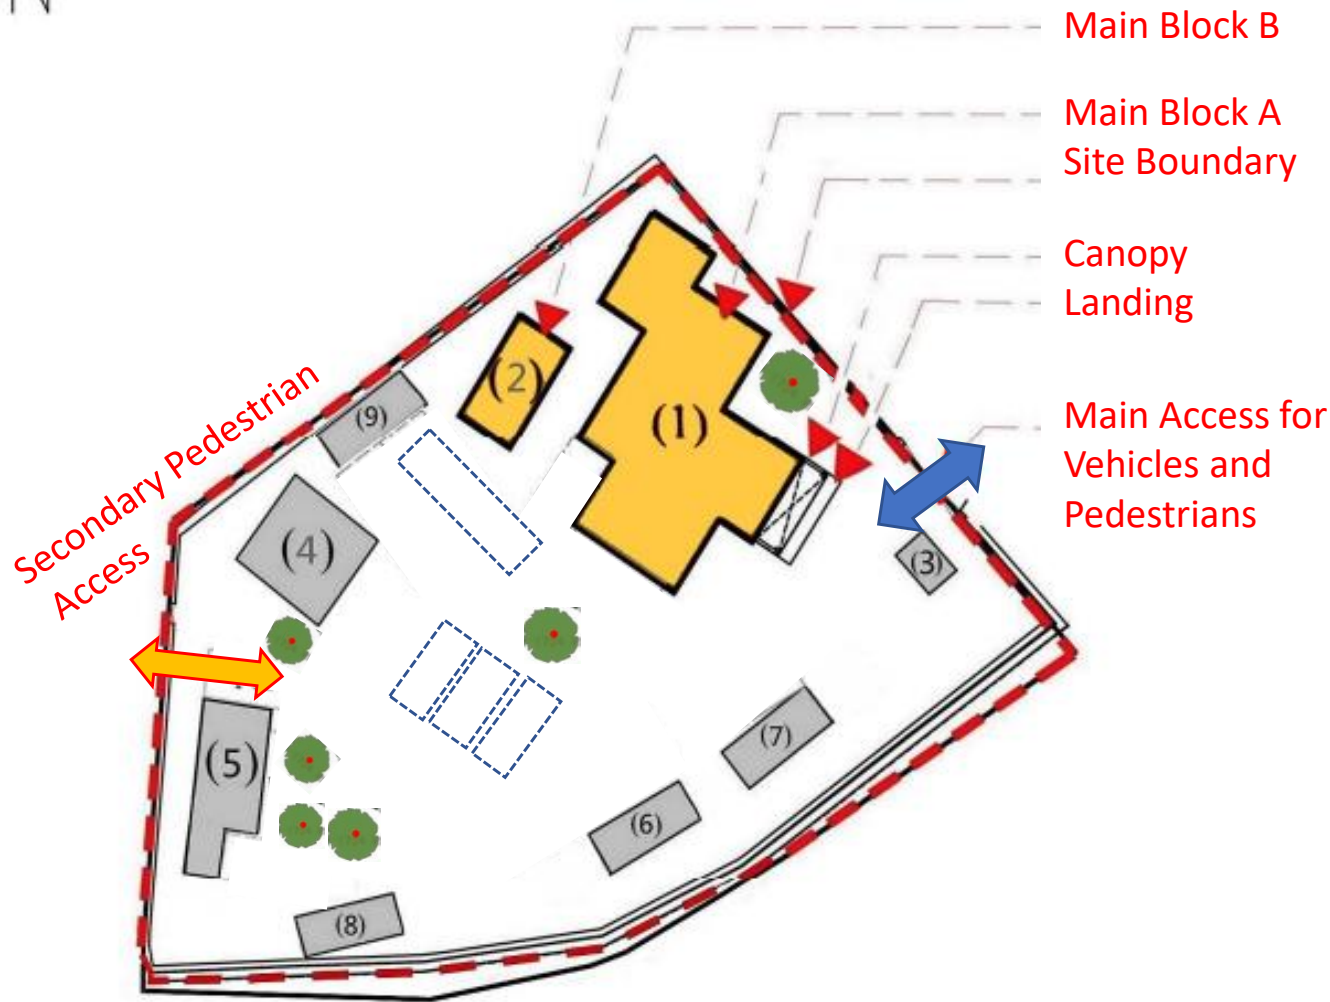 N
Main Block B
Main Block A
Site Boundary
Canopy
Landing
Main Access for
Vehicles and
Pedestrians
Secondary Pedestrian
Access
(1)
(2)
(3)
(4)
(5)
(6)
(7)
(8)
(9)